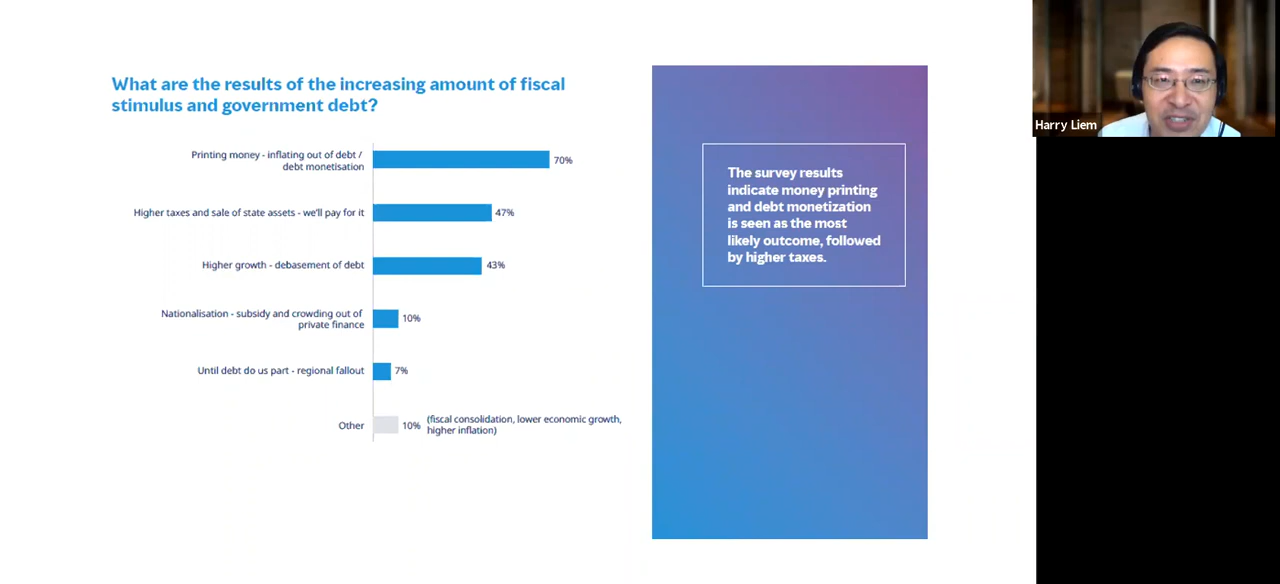 What are the results of the increasing amount of fiscal
stimulus and government debt?
Printing money - inflating out of debt /
debt monetisation
70%
Higher taxes and sale of state assets - we'll pay for it
47%
Higher growth - debasement of debt
43%
Nationalisation - subsidy and crowding out of
private finance
10%
Until debt do us part - regional fallout
7%
Other
10%
(fiscal consolidation, lower economic growth,
higher inflation)
The survey results
indicate money printing
and debt monetization
is seen as the most
likely outcome, followed
by higher taxes.
Harry Liem